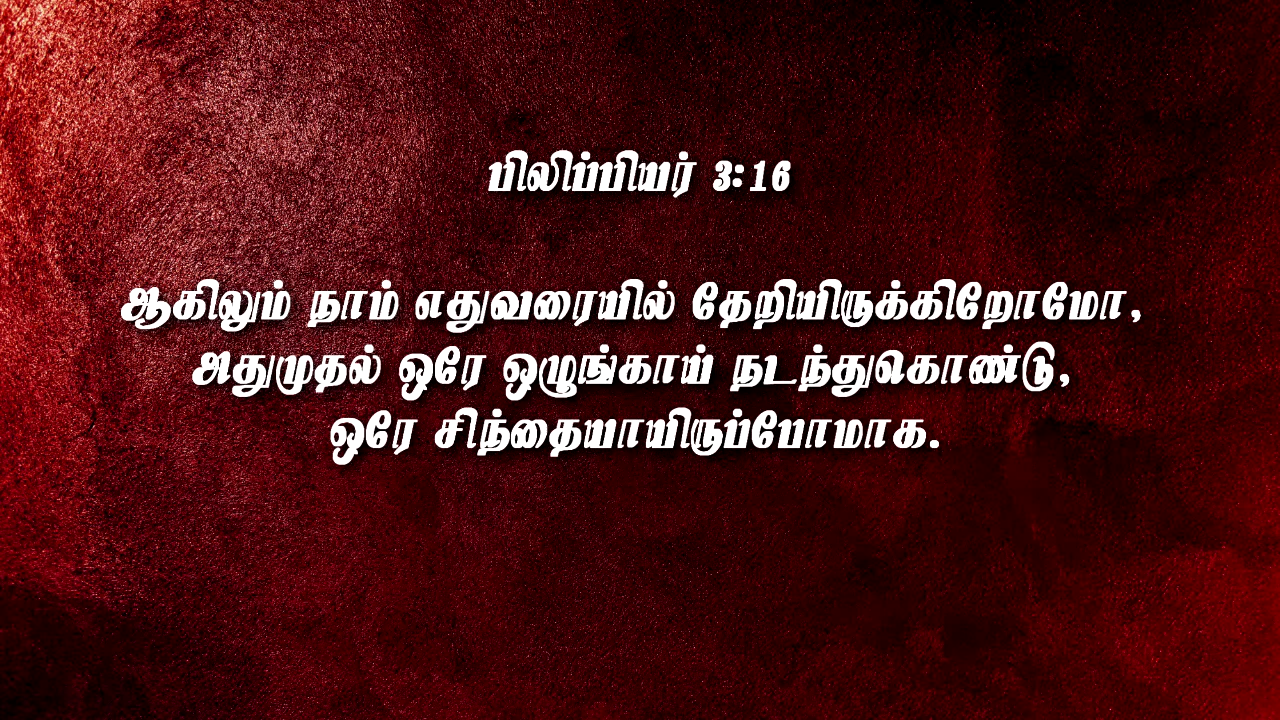 பிலிப்பியர் 3:16
ஆகிலும் நாம் எதுவரையில் தேறியிருக்கிறோமோ,
அதுமுதல் ஒரே ஒழுங்காய் நடந்துகொண்டு,
ஒரே சிந்தையாயிருப்போமாக.